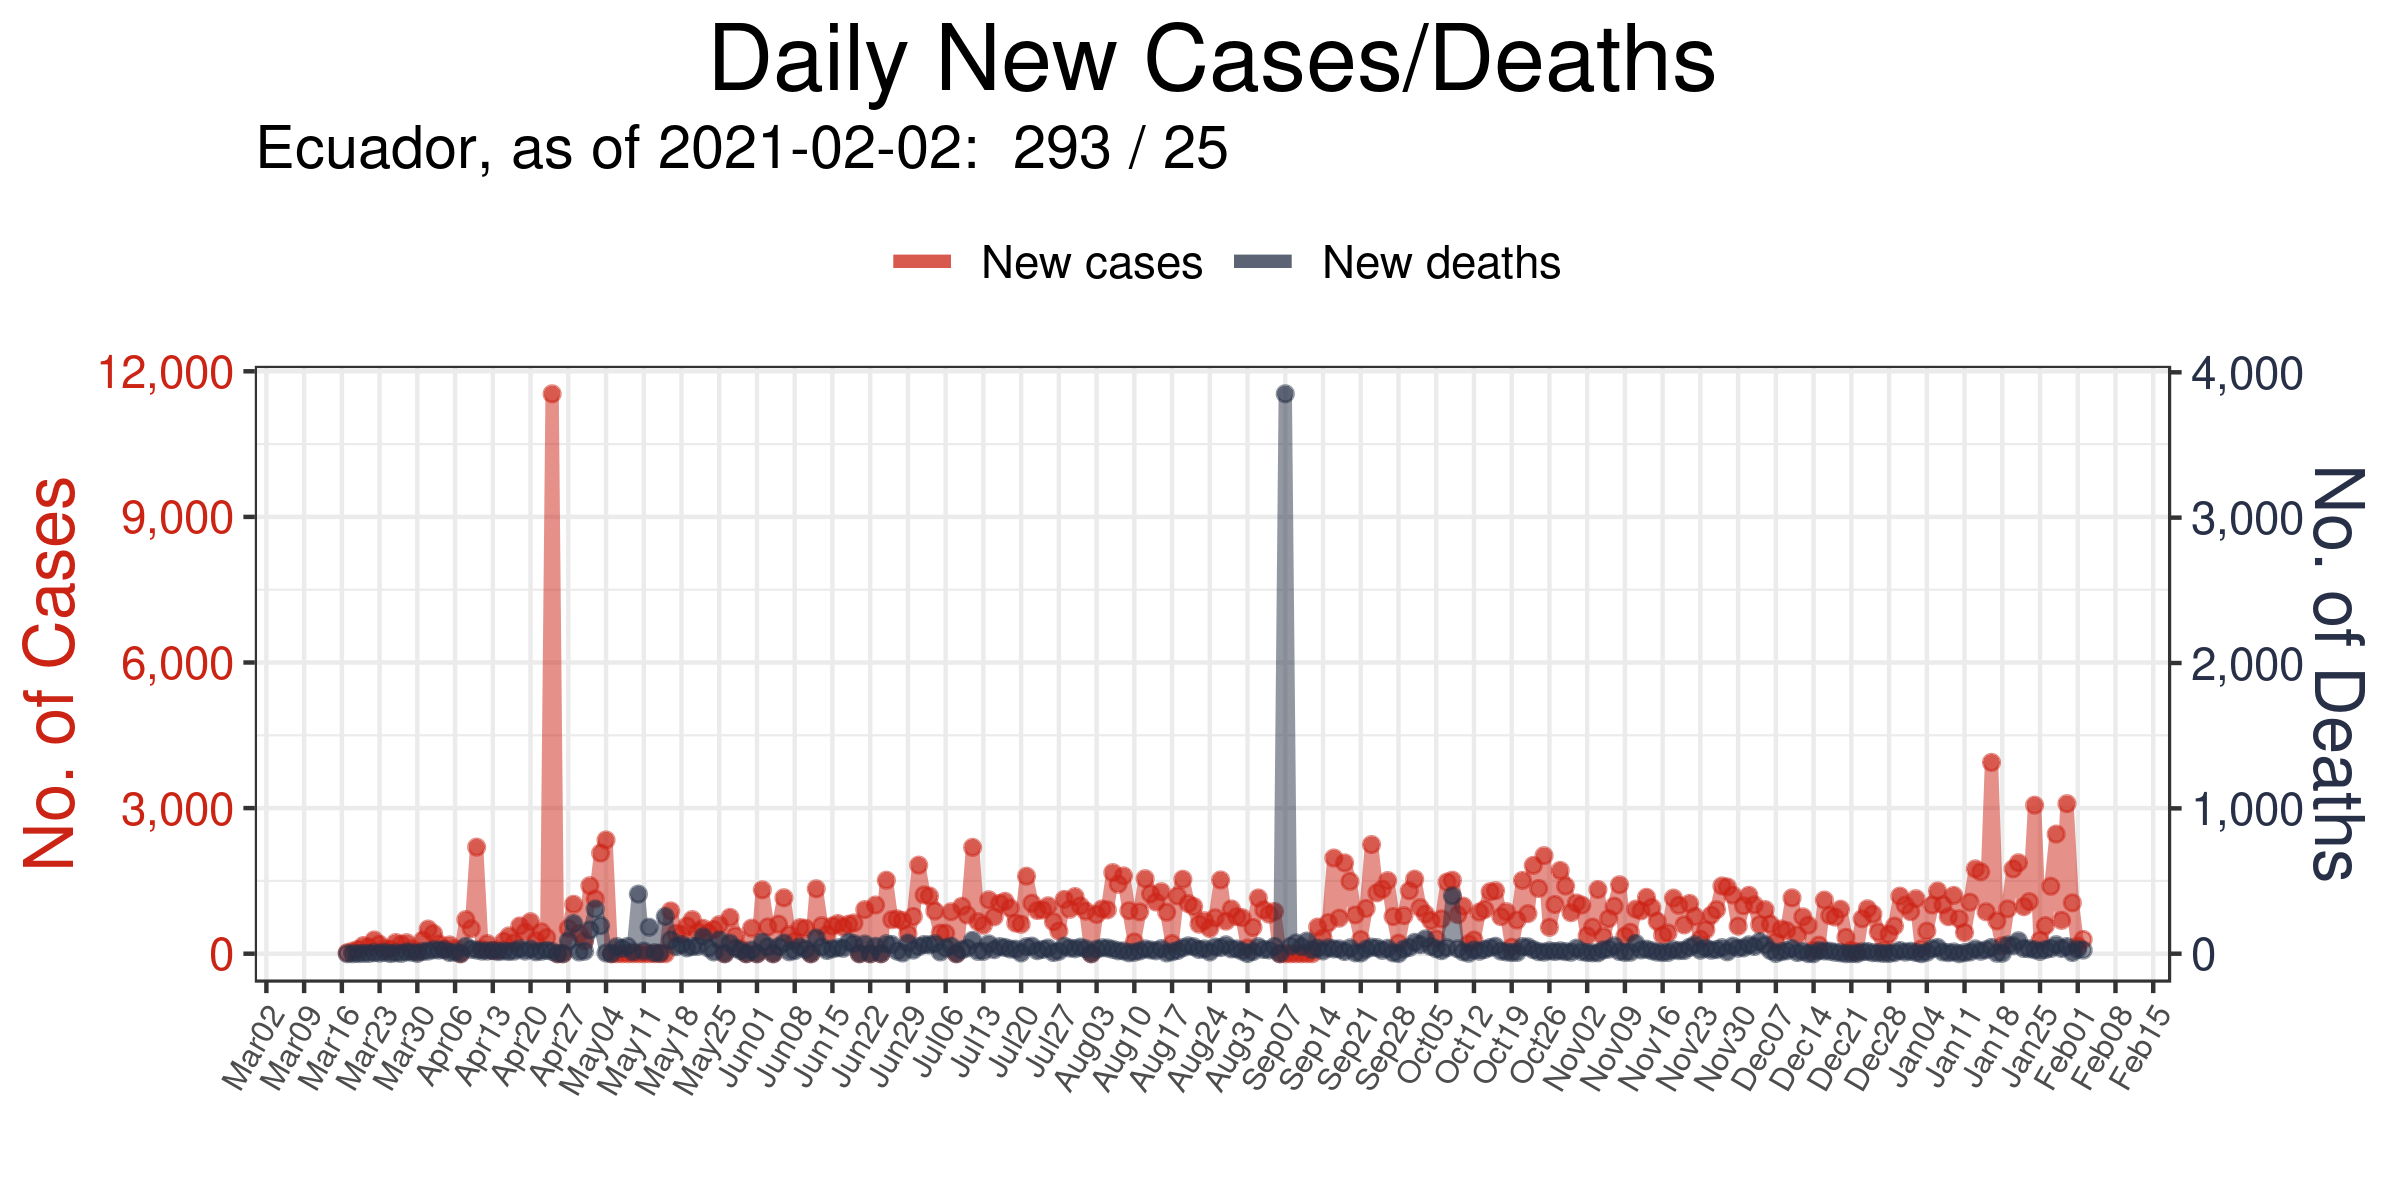 Daily New Cases/Deaths
Ecuador, as of 2021-02-02:  293 / 25
New cases
New deaths
No. of Cases
12,000
9,000
6,000
3,000
0
4,000
3,000
2,000
1,000
0
No. of Deaths
Mar02
Mar09
Mar16
Mar23
Mar30
Apr06
Apr13
Apr20
Apr27
May04
May11
May18
May25
Jun01
Jun08
Jun15
Jun22
Jun29
Jul06
Jul13
Jul20
Jul27
Aug03
Aug10
Aug17
Aug24
Aug31
Sep07
Sep14
Sep21
Sep28
Oct05
Oct12
Oct19
Oct26
Nov02
Nov09
Nov16
Nov23
Nov30
Dec07
Dec14
Dec21
Dec28
Jan04
Jan11
Jan18
Jan25
Feb01
Feb08
Feb15